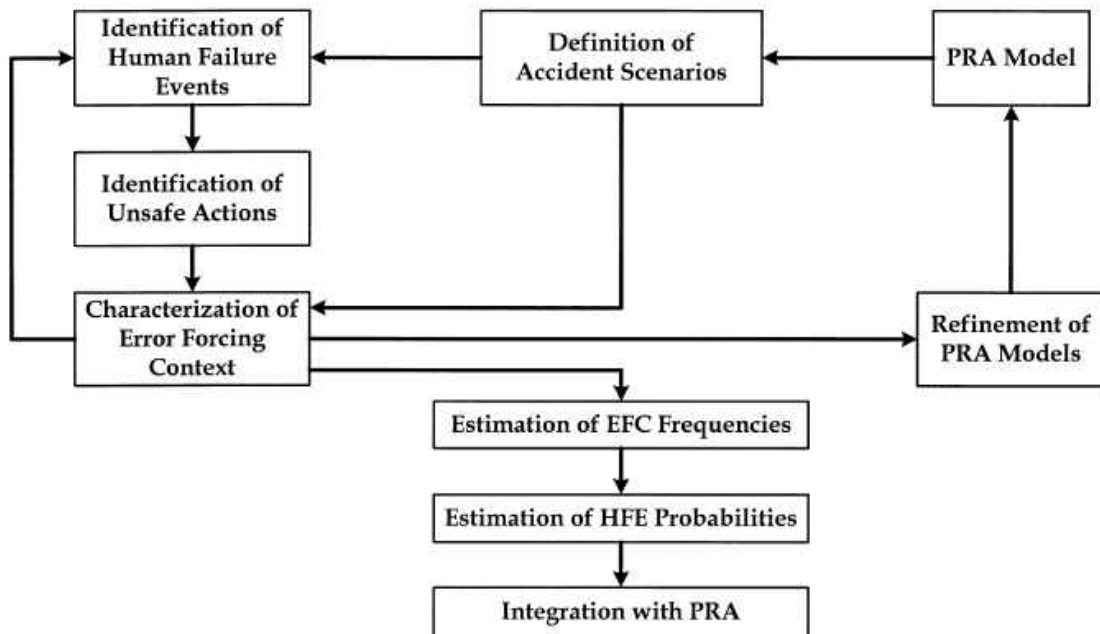 Identification of
Human Failure
Events
Definition of
Accident Scenarios
PRA Model
Identification of
Unsafe Actions
Characterization of
Error Forcing
Context
Refinement of
PRA Models
Estimation of EFC Frequencies
Estimation of HFE Probabilities
Integration with PRA